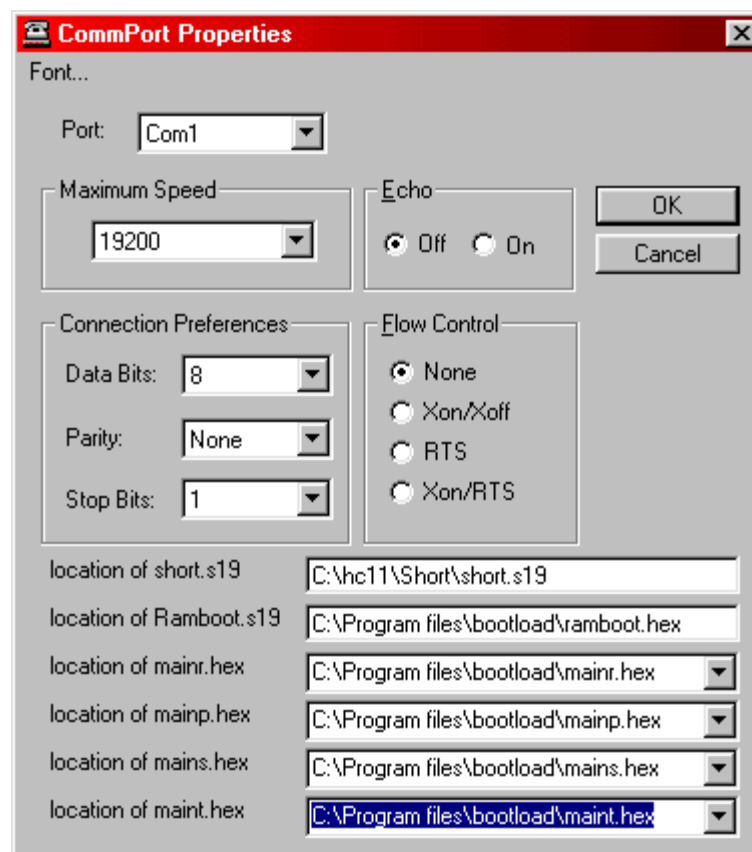 CommPort Properties
Font...
Port: Com1
Maximum Speed
19200
Echo
Off On
OK
Cancel
Connection Preferences
Data Bits: 8
Parity: None
Stop Bits: 1
Flow Control
None
Xon/Xoff
RTS
Xon/RTS
location of short.s19 C:\hc11\Short\short.s19
location of Ramboot.s19 C:\Program files\bootload\ramboot.hex
location of mainr.hex C:\Program files\bootload\mainr.hex
location of mainp.hex C:\Program files\bootload\mainp.hex
location of mains.hex C:\Program files\bootload\mains.hex
location of maint.hex C:\Program files\bootload\maint.hex